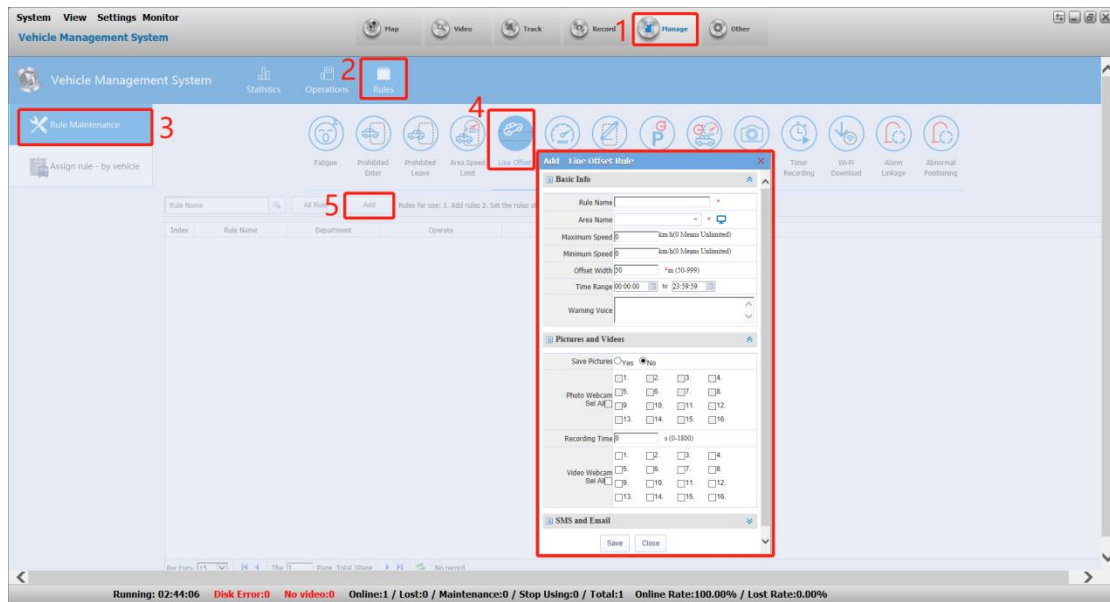 System View Settings Monitor
Vehicle Management System
Map Video Track Record 1 Manage Other
Vehicle Management System
Statistics Operations 2 Rules
Rule Maintenance 3
Assign rule - by vehicle
4
Fatigue Prohibited Enter Prohibited Leave Area Speed Limit Line Offset Timer Recording Wi-Fi Download Alarm Linkage Abnormal Positioning
Rule Name All Rule 5 Add Rules for use: 1. Add rules 2. Set the rules
Index Rule Name Department Operate
Add Line Offset Rule
Basic Info
Rule Name *
Area Name *
Maximum Speed 0 km/h(0 Means Unlimited)
Minimum Speed 0 km/h(0 Means Unlimited)
Offset Width 50 *m (50-999)
Time Range 00:00:00 to 23:59:59
Warning Voice
Pictures and Videos
Save Pictures Yes No
Photo Webcam
Sel All
1. 2. 3. 4.
5. 6. 7. 8.
9. 10. 11. 12.
13. 14. 15. 16.
Recording Time 0 s (0-1800)
Video Webcam
Sel All
1. 2. 3. 4.
5. 6. 7. 8.
9. 10. 11. 12.
13. 14. 15. 16.
SMS and Email
Save Close
Per Data 15 The 1 Page Total 1Page No record
Running: 02:44:06 Disk Error:0 No video:0 Online:1 / Lost:0 / Maintenance:0 / Stop Using:0 / Total:1 Online Rate:100.00% / Lost Rate:0.00%